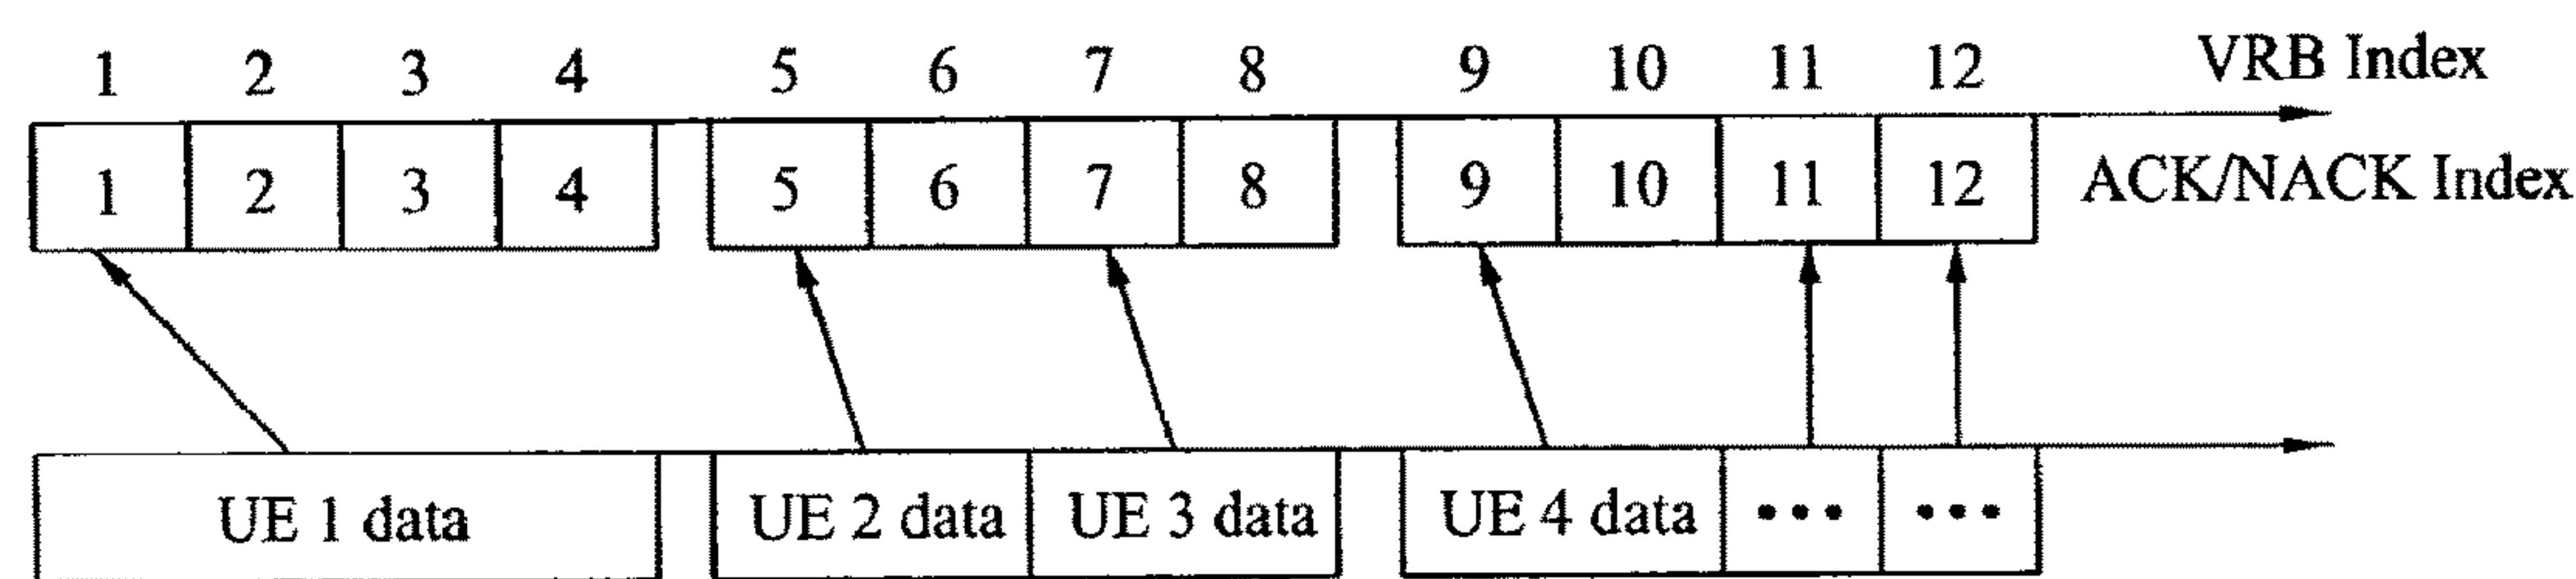 1 2 3 4 5 6 7 8 9 10 11 12 VRB Index
1 2 3 4 5 6 7 8 9 10 11 12 ACK/NACK Index
UE 1 data UE 2 data UE 3 data UE 4 data ••• •••